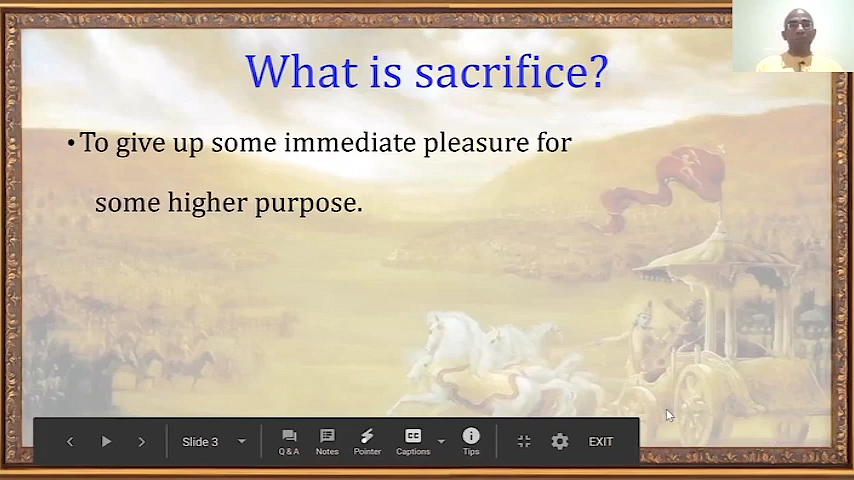 What is sacrifice?
• To give up some immediate pleasure for
some higher purpose.
Slide 3
Q & A
Notes
Pointer
Captions
Tips
EXIT